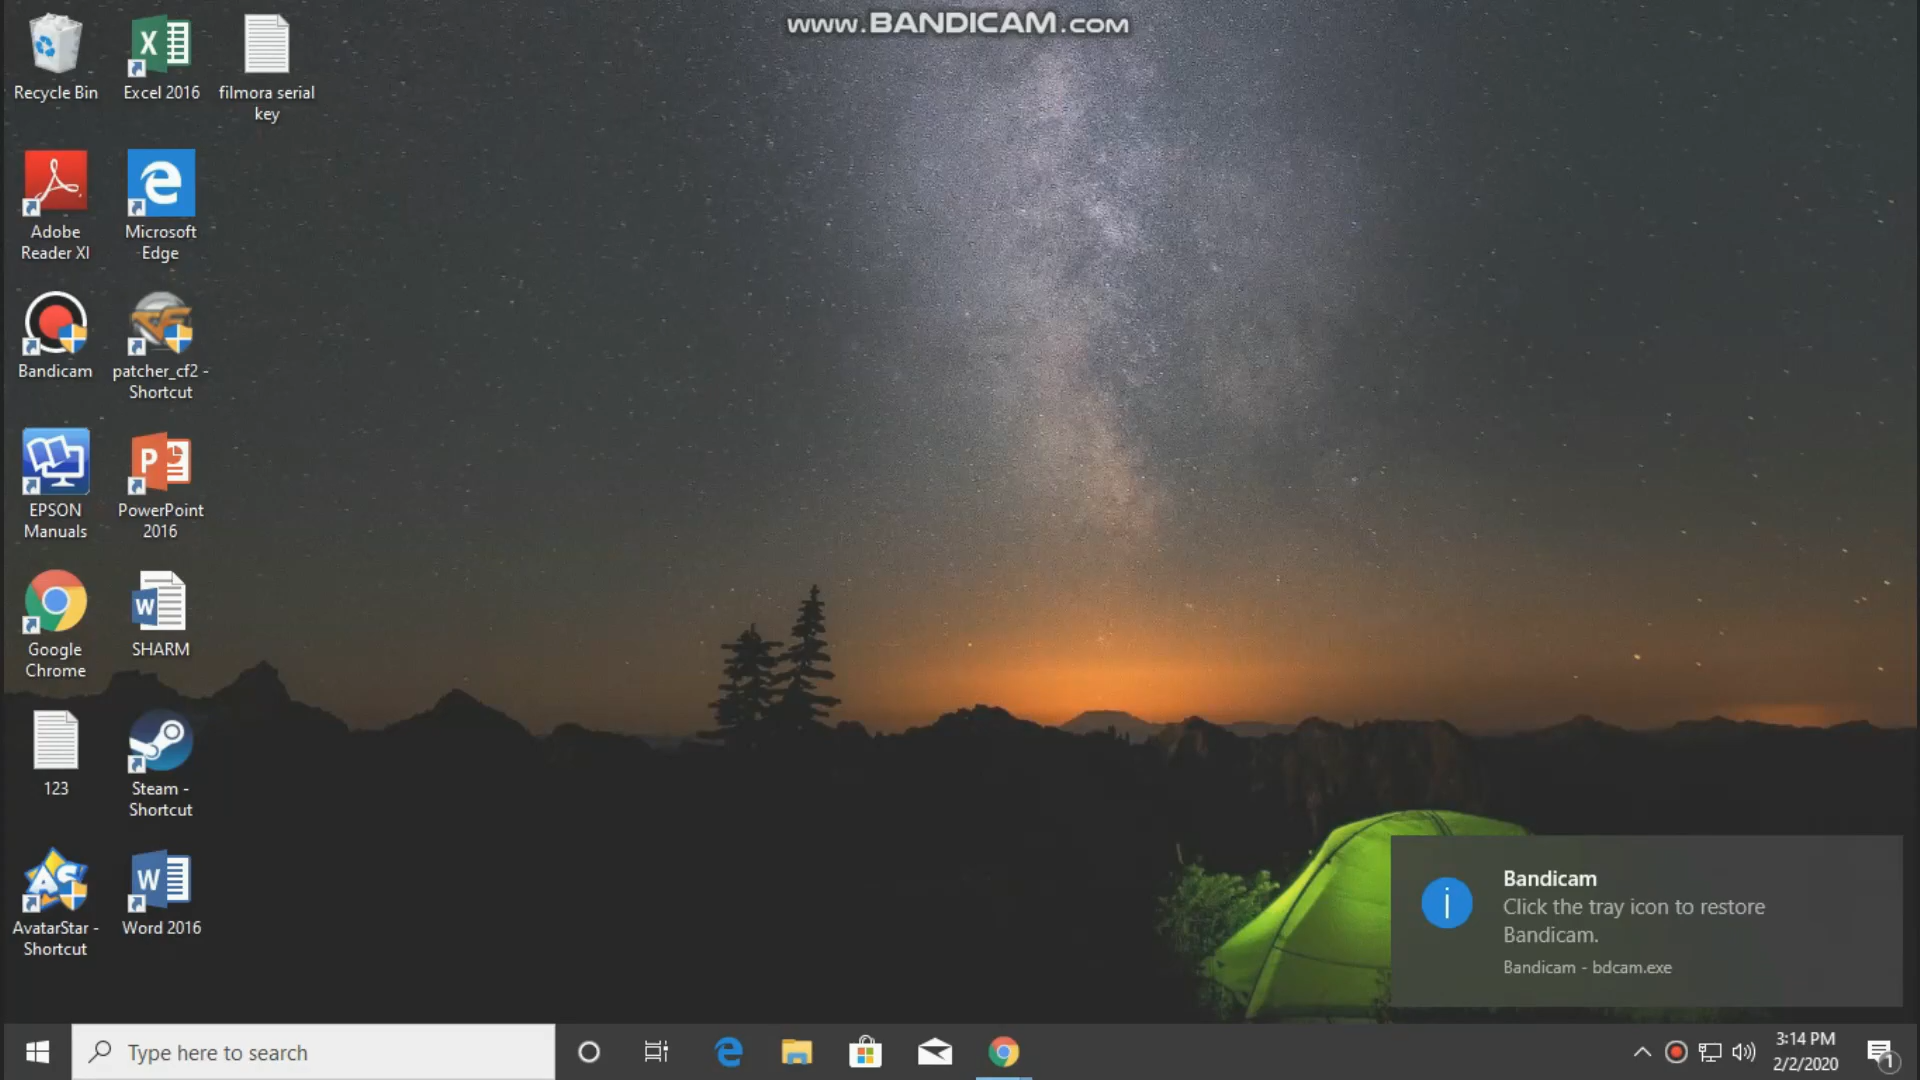 www.BANDICAM.COM
Recycle Bin
Excel 2016
filmora serial
key
Adobe
Reader XI
Microsoft
Edge
Bandicam
patcher_cf2 -
Shortcut
EPSON
Manuals
PowerPoint
2016
Google
Chrome
SHARM
123
Steam -
Shortcut
AvatarStar -
Shortcut
Word 2016
Bandicam
Click the tray icon to restore
Bandicam.
Bandicam - bdcam.exe
Type here to search
3:14 PM
2/2/2020
1